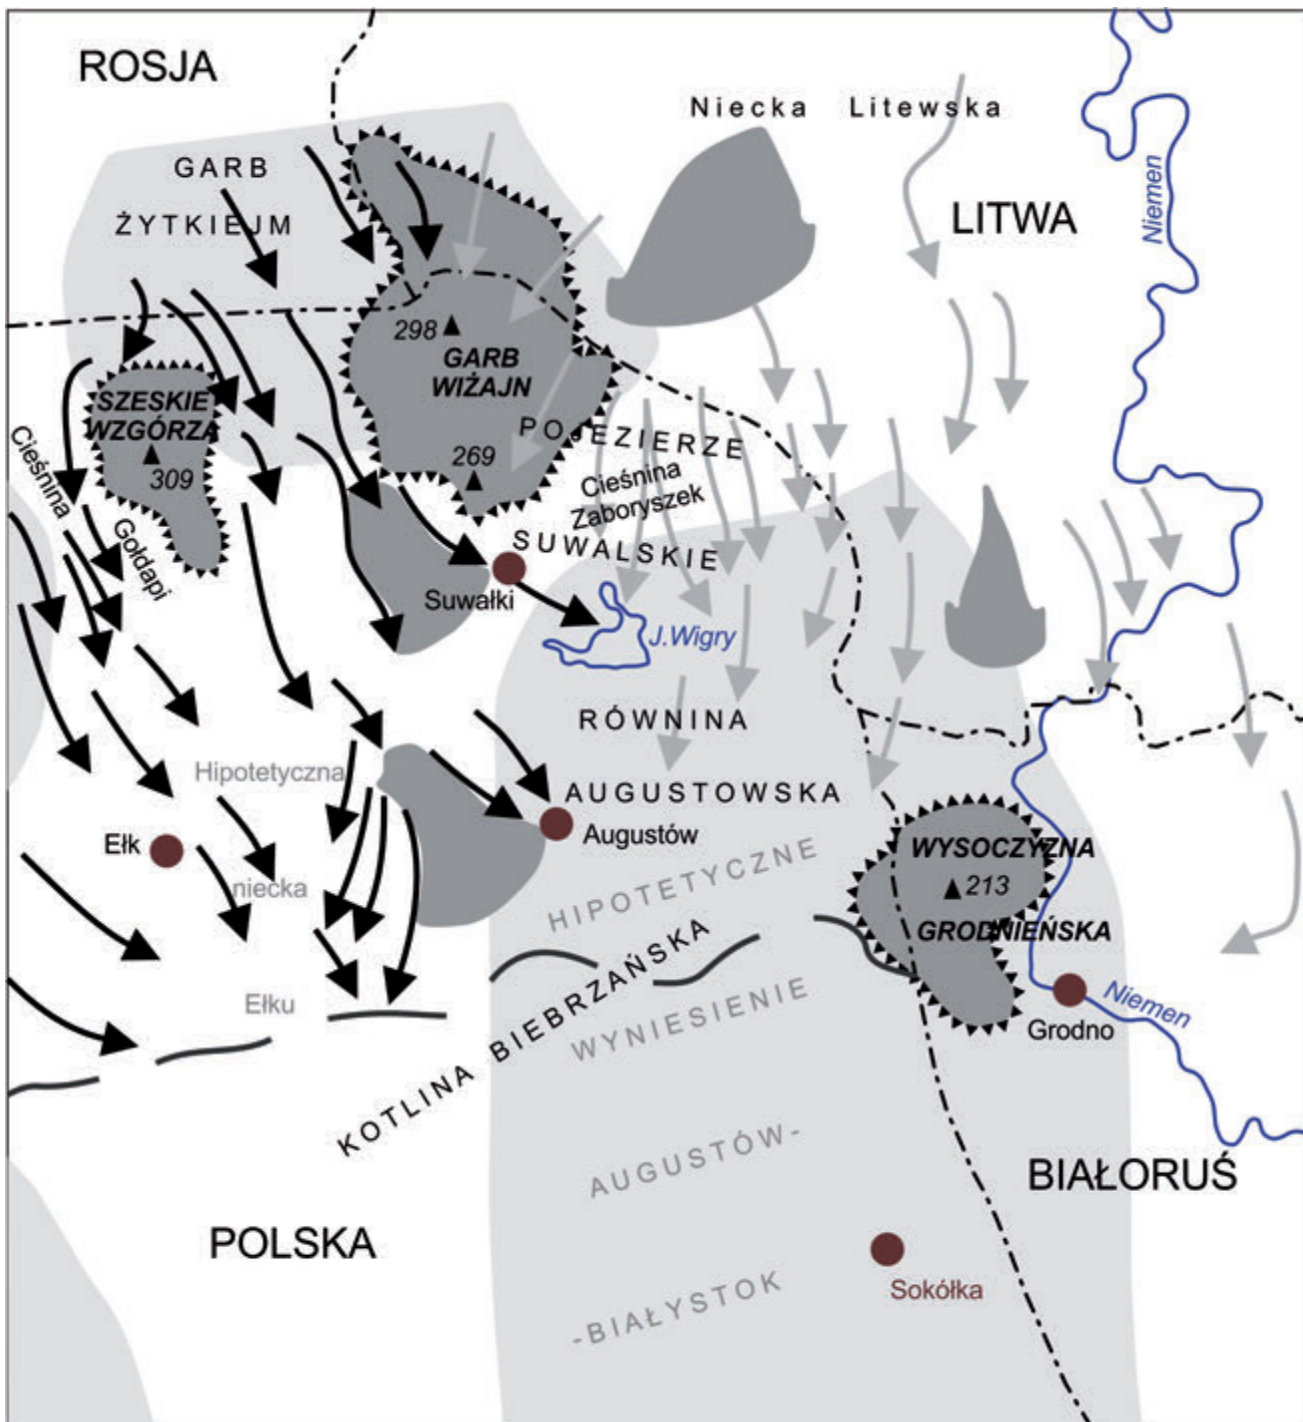 ROSJA
Niecka Litewska
GARB
ŻYTKIEJM
LITWA
Niemen
298
GARB
WIŻAJN
SZESKIE
WZGÓRZA
309
269
POJEZIERZE
Cieśnina
Zaboryszek
SUWALSKIE
Cieśnina
Gołdapi
Suwałki
J.Wigry
RÓWNINA
Hipotetyczna
AUGUSTOWSKA
Ełk
Augustów
WYSOCZYZNA
213
niecka
HIPOTETYCZNE
GRODNIEŃSKA
Ełku
KOTLINA BIEBRZAŃSKA
WYNIESIENIE
Niemen
Grodno
AUGUSTÓW-
BIAŁORUŚ
POLSKA
-BIAŁYSTOK
Sokółka